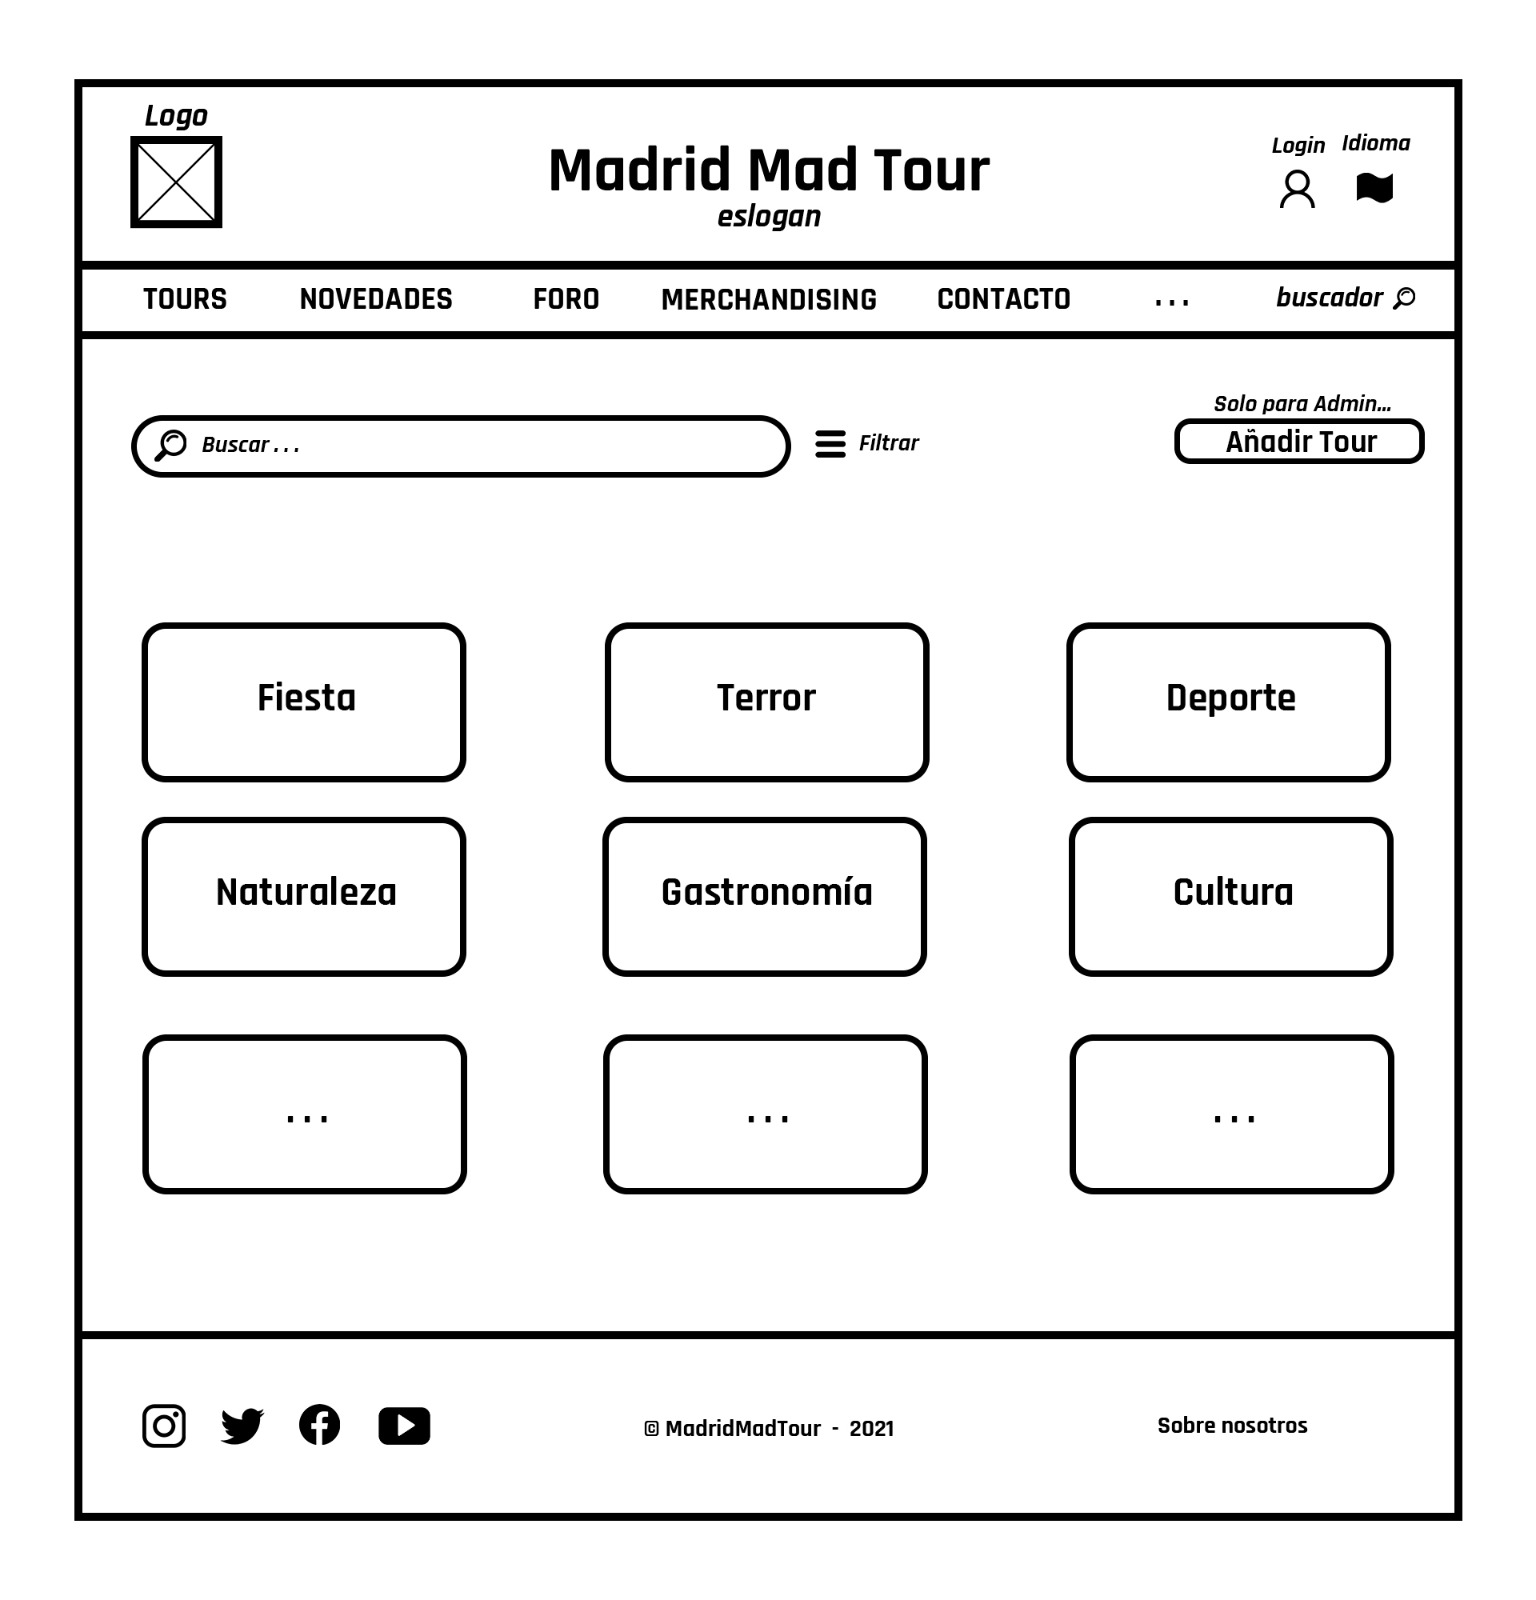 Logo
Madrid Mad Tour
eslogan
Login Idioma
TOURS NOVEDADES FORO MERCHANDISING CONTACTO ... buscador
Solo para Admin...
Buscar ... Filtrar Añadir Tour
Fiesta Terror Deporte
Naturaleza Gastronomía Cultura
... ... ...
© MadridMadTour - 2021 Sobre nosotros